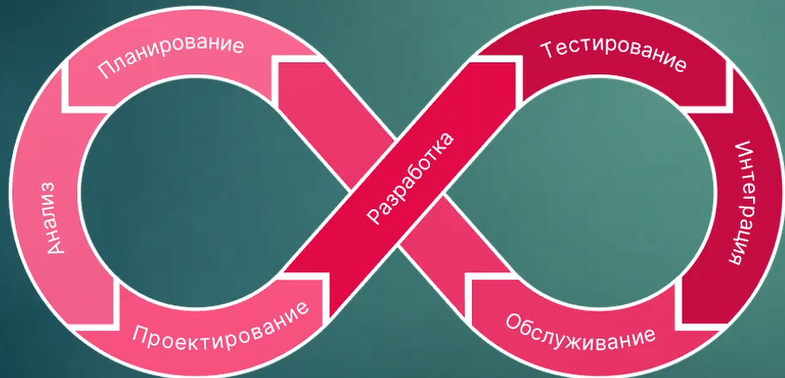 Планирование
Анализ
Проектирование
Разработка
Тестирование
Интеграция
Обслуживание